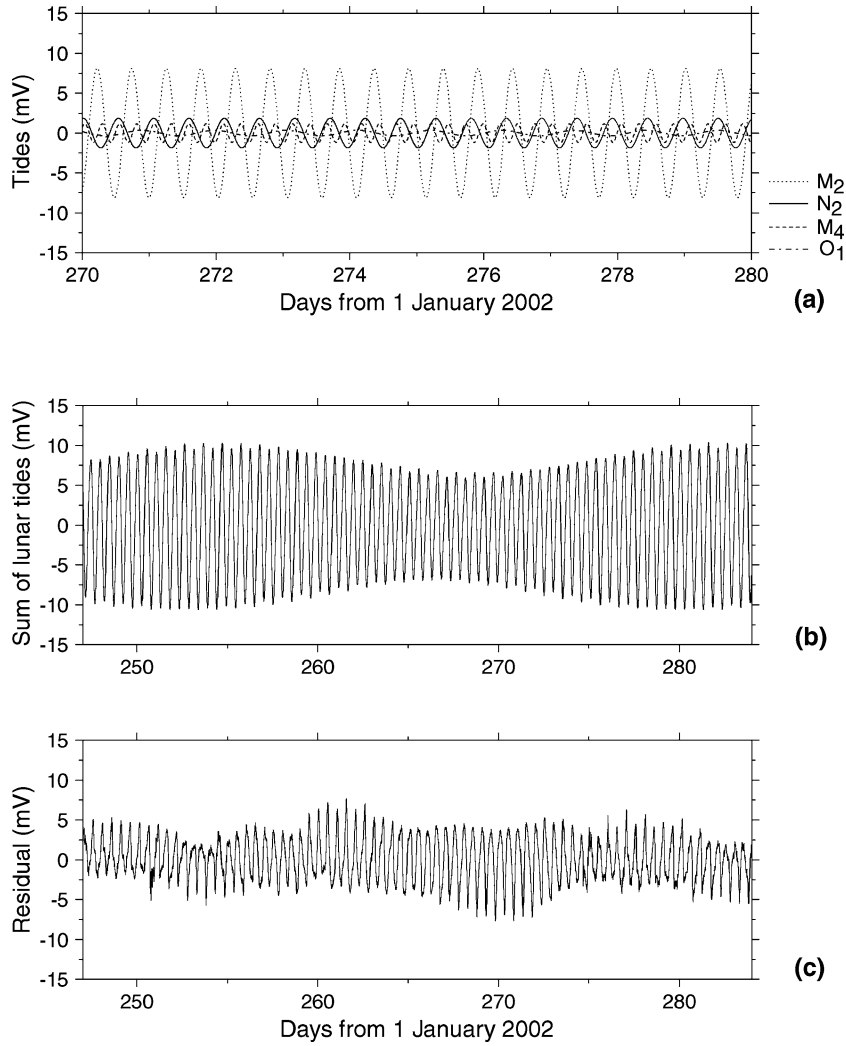 15
10
5
0
-5
-10
-15
Tides (mV)
270 272 274 276 278 280
Days from 1 January 2002
M2
N2
M4
O1
(a)
15
10
5
0
-5
-10
-15
Sum of lunar tides (mV)
250 260 270 280
(b)
15
10
5
0
-5
-10
-15
Residual (mV)
250 260 270 280
Days from 1 January 2002
(c)